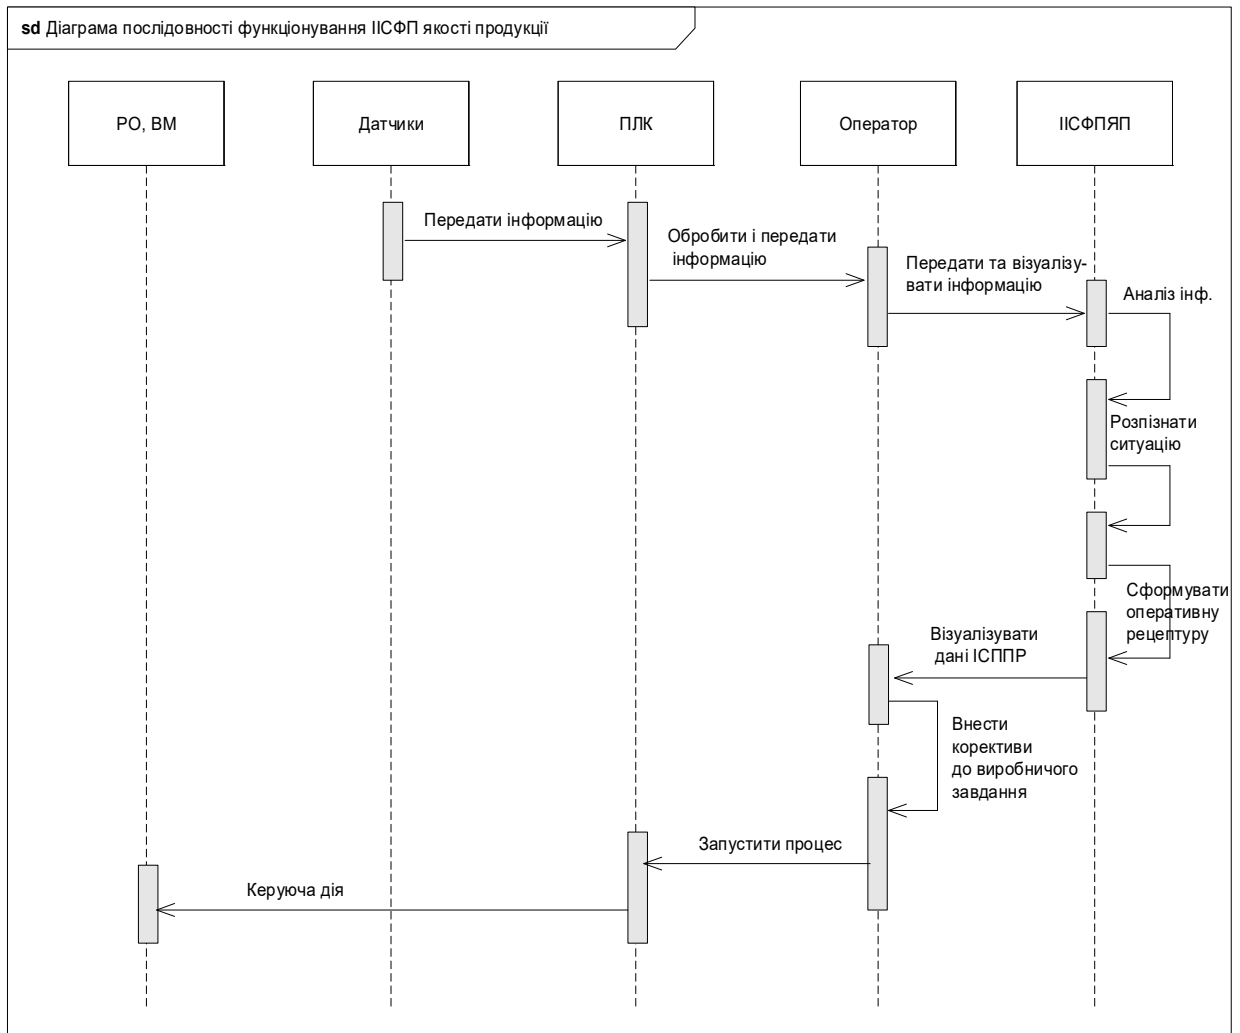 sd Діаграма послідовності функціонування ІІСФП якості продукції
РО, ВМ
Датчики
ПЛК
Оператор
ІІСФПЯП
Передати інформацію
Обробити і передати
інформацію
Передати та візуалізу-
вати інформацію
Аналіз інф.
Розпізнати
ситуацію
Сформувати
оперативну
рецептуру
Візуалізувати
дані ІСППР
Внести
корективи
до виробничого
завдання
Запустити процес
Керуюча дія